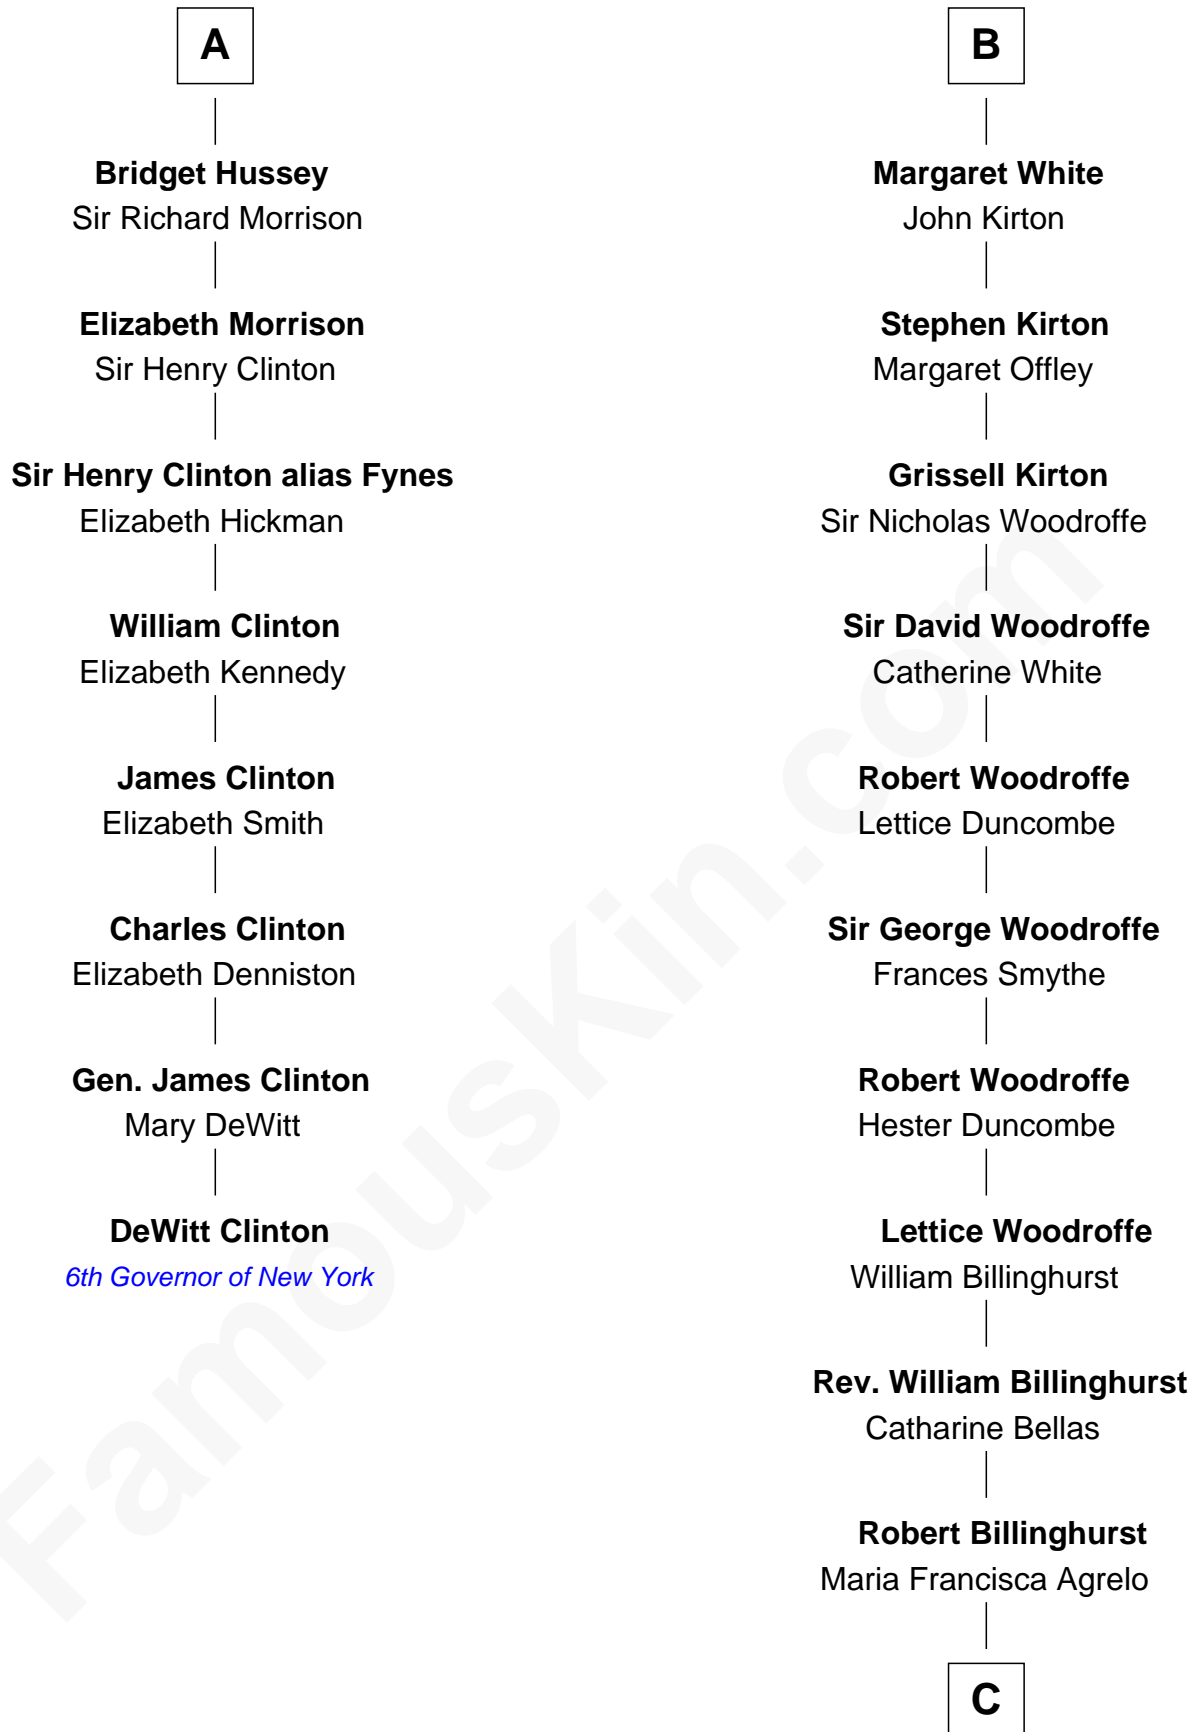 A
Bridget Hussey
Sir Richard Morrison
Elizabeth Morrison
Sir Henry Clinton
Sir Henry Clinton alias Fynes
Elizabeth Hickman
William Clinton
Elizabeth Kennedy
James Clinton
Elizabeth Smith
Charles Clinton
Elizabeth Denniston
Gen. James Clinton
Mary DeWitt
DeWitt Clinton
6th Governor of New York
B
Margaret White
John Kirton
Stephen Kirton
Margaret Offley
Grissell Kirton
Sir Nicholas Woodroffe
Sir David Woodroffe
Catherine White
Robert Woodroffe
Lettice Duncombe
Sir George Woodroffe
Frances Smythe
Robert Woodroffe
Hester Duncombe
Lettice Woodroffe
William Billinghurst
Rev. William Billinghurst
Catharine Bellas
Robert Billinghurst
Maria Francisca Agrelo
C
FamousKin.com